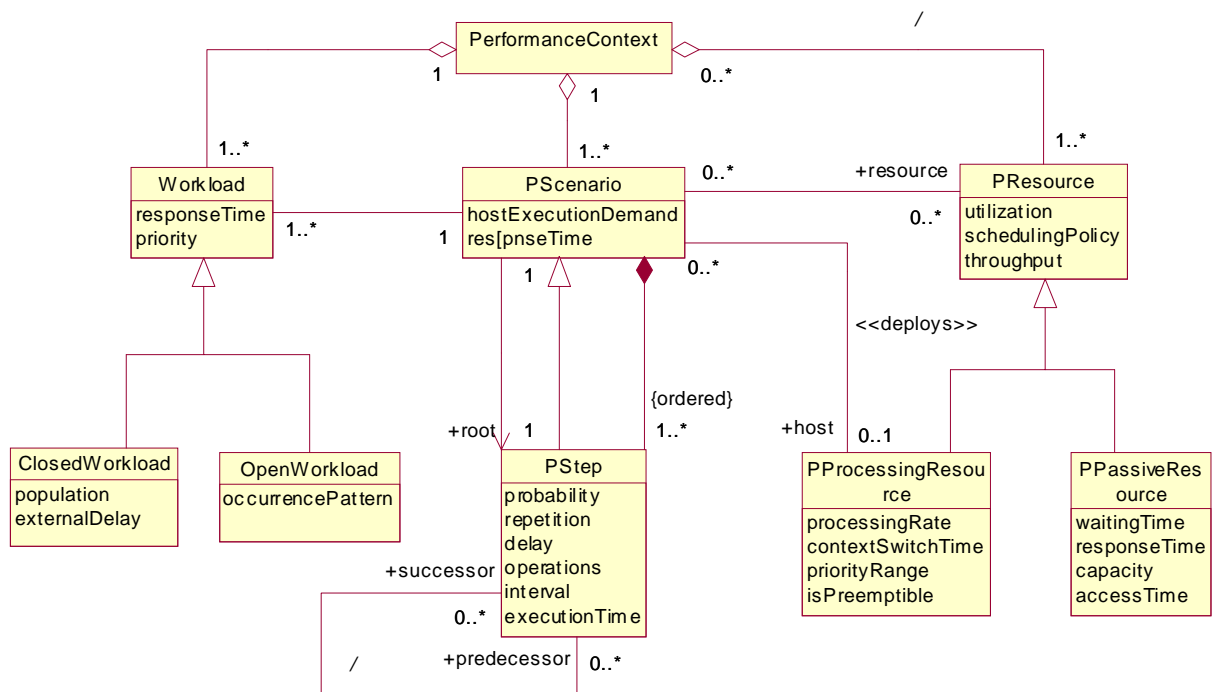 /
PerformanceContext
1
0..*
1
1..*
1..*
1..*
Workload
responseTime
priority
PScenario
hostExecutionDemand
res[pnseTime
0..*
+resource
0..*
PResource
utilization
schedulingPolicy
throughput
1..*
1
1
0..*
<<deploys>>
{ordered}
+root
1
1..*
+host
0..1
ClosedWorkload
population
externalDelay
OpenWorkload
occurrencePattern
PStep
probability
repetition
delay
operations
interval
executionTime
PProcessingResou
rce
processingRate
contextSwitchTime
priorityRange
isPreemptible
PPassiveRes
ource
waitingTime
responseTime
capacity
accessTime
+successor
0..*
+predecessor
0..*
/